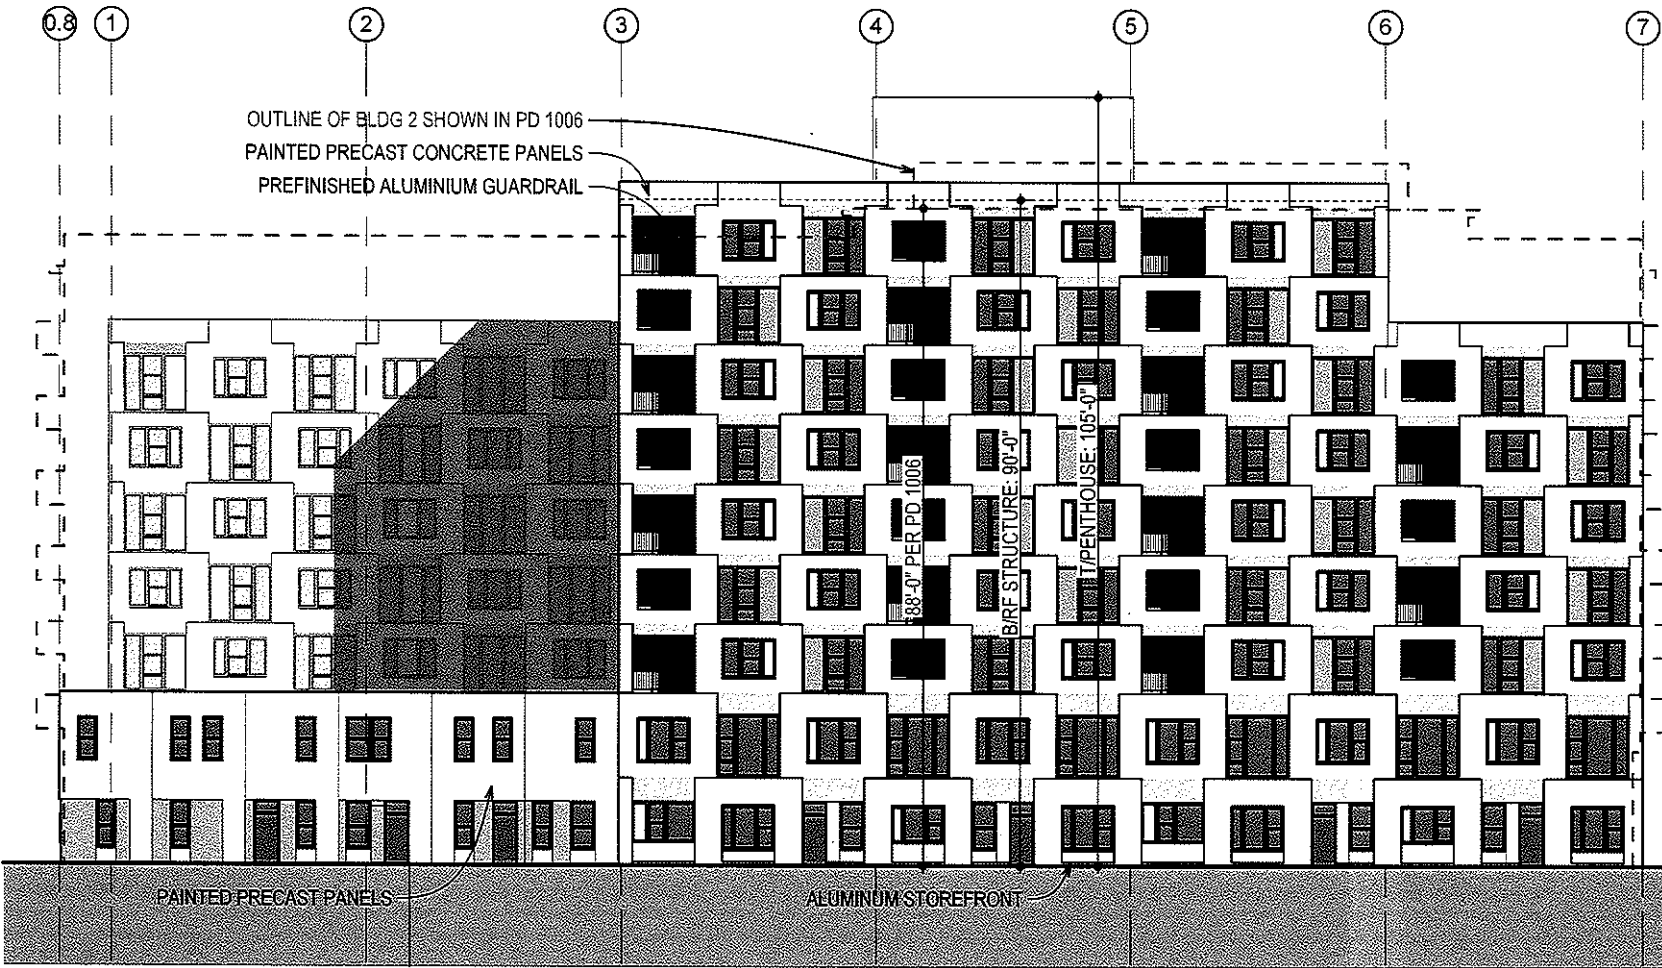 0.8 1 2 3 4 5 6 7
OUTLINE OF BLDG 2 SHOWN IN PD 1006
PAINTED PRECAST CONCRETE PANELS
PREFINISHED ALUMINIUM GUARDRAIL
88'-0" PER PD 1006
B/RF STRUCTURE: 90'-0"
T/PENTHOUSE: 105'-0"
PAINTED PRECAST PANELS
ALUMINUM STOREFRONT